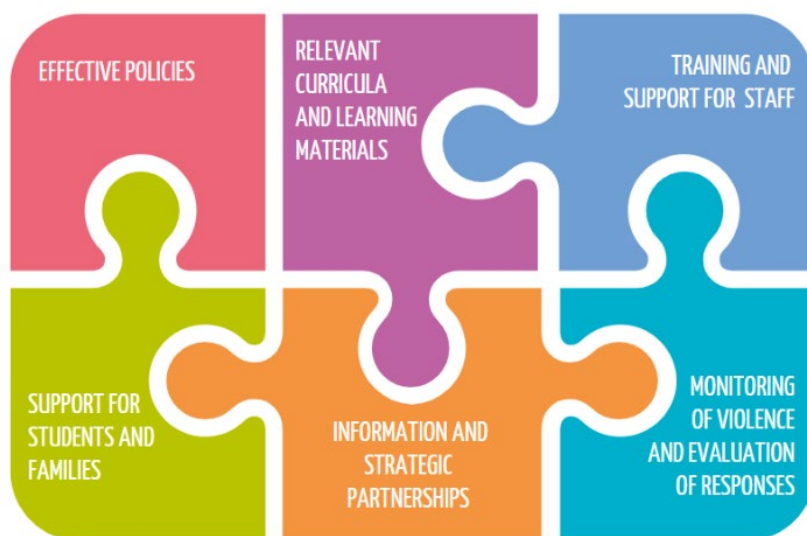 EFFECTIVE POLICIES
RELEVANT
CURRICULA
AND LEARNING
MATERIALS
TRAINING AND
SUPPORT FOR STAFF
SUPPORT FOR
STUDENTS AND
FAMILIES
INFORMATION AND
STRATEGIC
PARTNERSHIPS
MONITORING
OF VIOLENCE
AND EVALUATION
OF RESPONSES